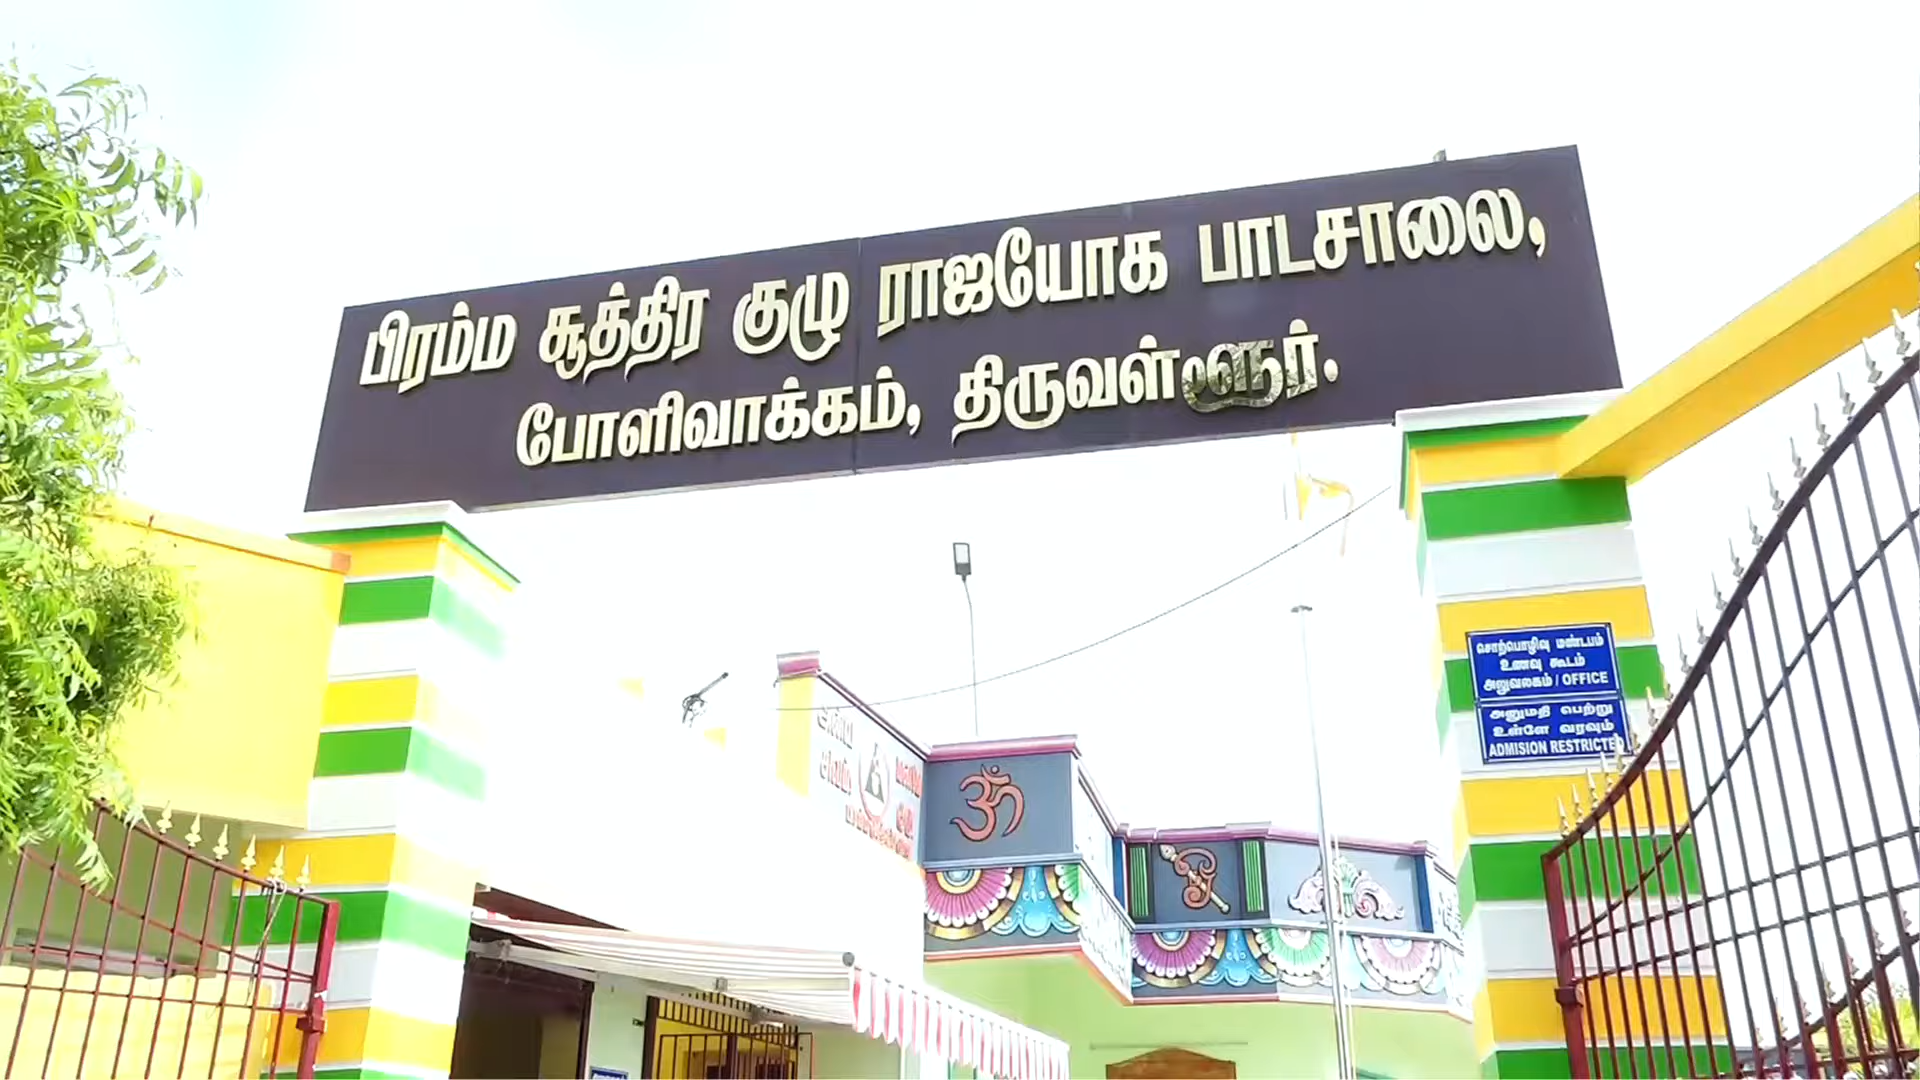 பிரம்ம சூத்திர குழு ராஜயோக பாடசாலை,
போளிவாக்கம், திருவள்ளூர்.
சொற்பொழிவு மண்டபம்
உணவு கூடம்
அலுவலகம் / OFFICE
அனுமதி பெற்று
உள்ளே வரவும்
ADMISION RESTRICTED
ௐ